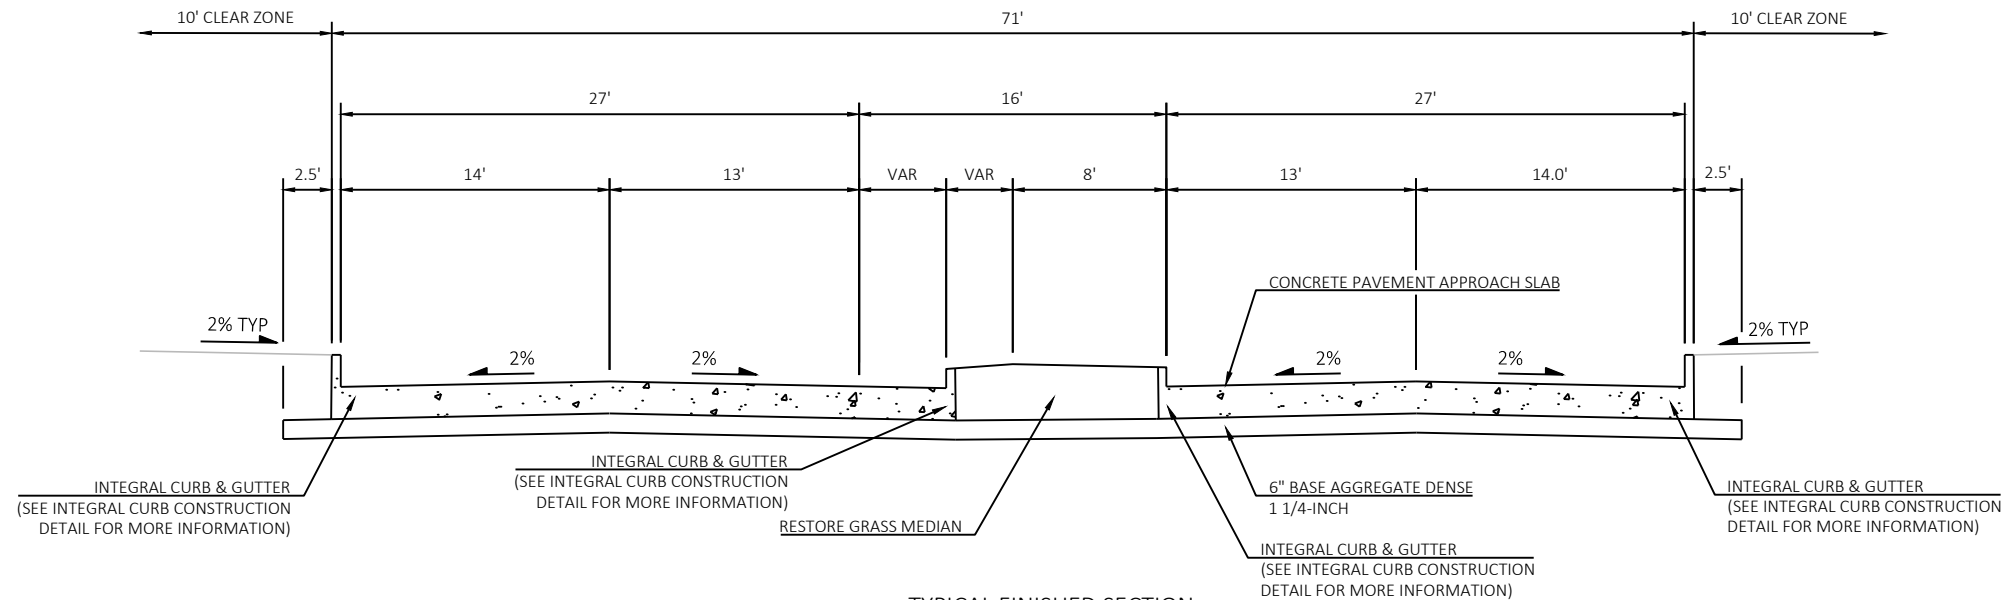 10' CLEAR ZONE
71'
10' CLEAR ZONE
27'
16'
27'
2.5'
14'
13'
VAR
VAR
8'
13'
14.0'
2.5'
CONCRETE PAVEMENT APPROACH SLAB
2% TYP
2% TYP
2%
2%
2%
2%
INTEGRAL CURB & GUTTER
(SEE INTEGRAL CURB CONSTRUCTION
DETAIL FOR MORE INFORMATION)
INTEGRAL CURB & GUTTER
(SEE INTEGRAL CURB CONSTRUCTION
DETAIL FOR MORE INFORMATION)
RESTORE GRASS MEDIAN
6" BASE AGGREGATE DENSE
1 1/4-INCH
INTEGRAL CURB & GUTTER
(SEE INTEGRAL CURB CONSTRUCTION
DETAIL FOR MORE INFORMATION)
INTEGRAL CURB & GUTTER
(SEE INTEGRAL CURB CONSTRUCTION
DETAIL FOR MORE INFORMATION)
TYPICAL FINISHED SECTION